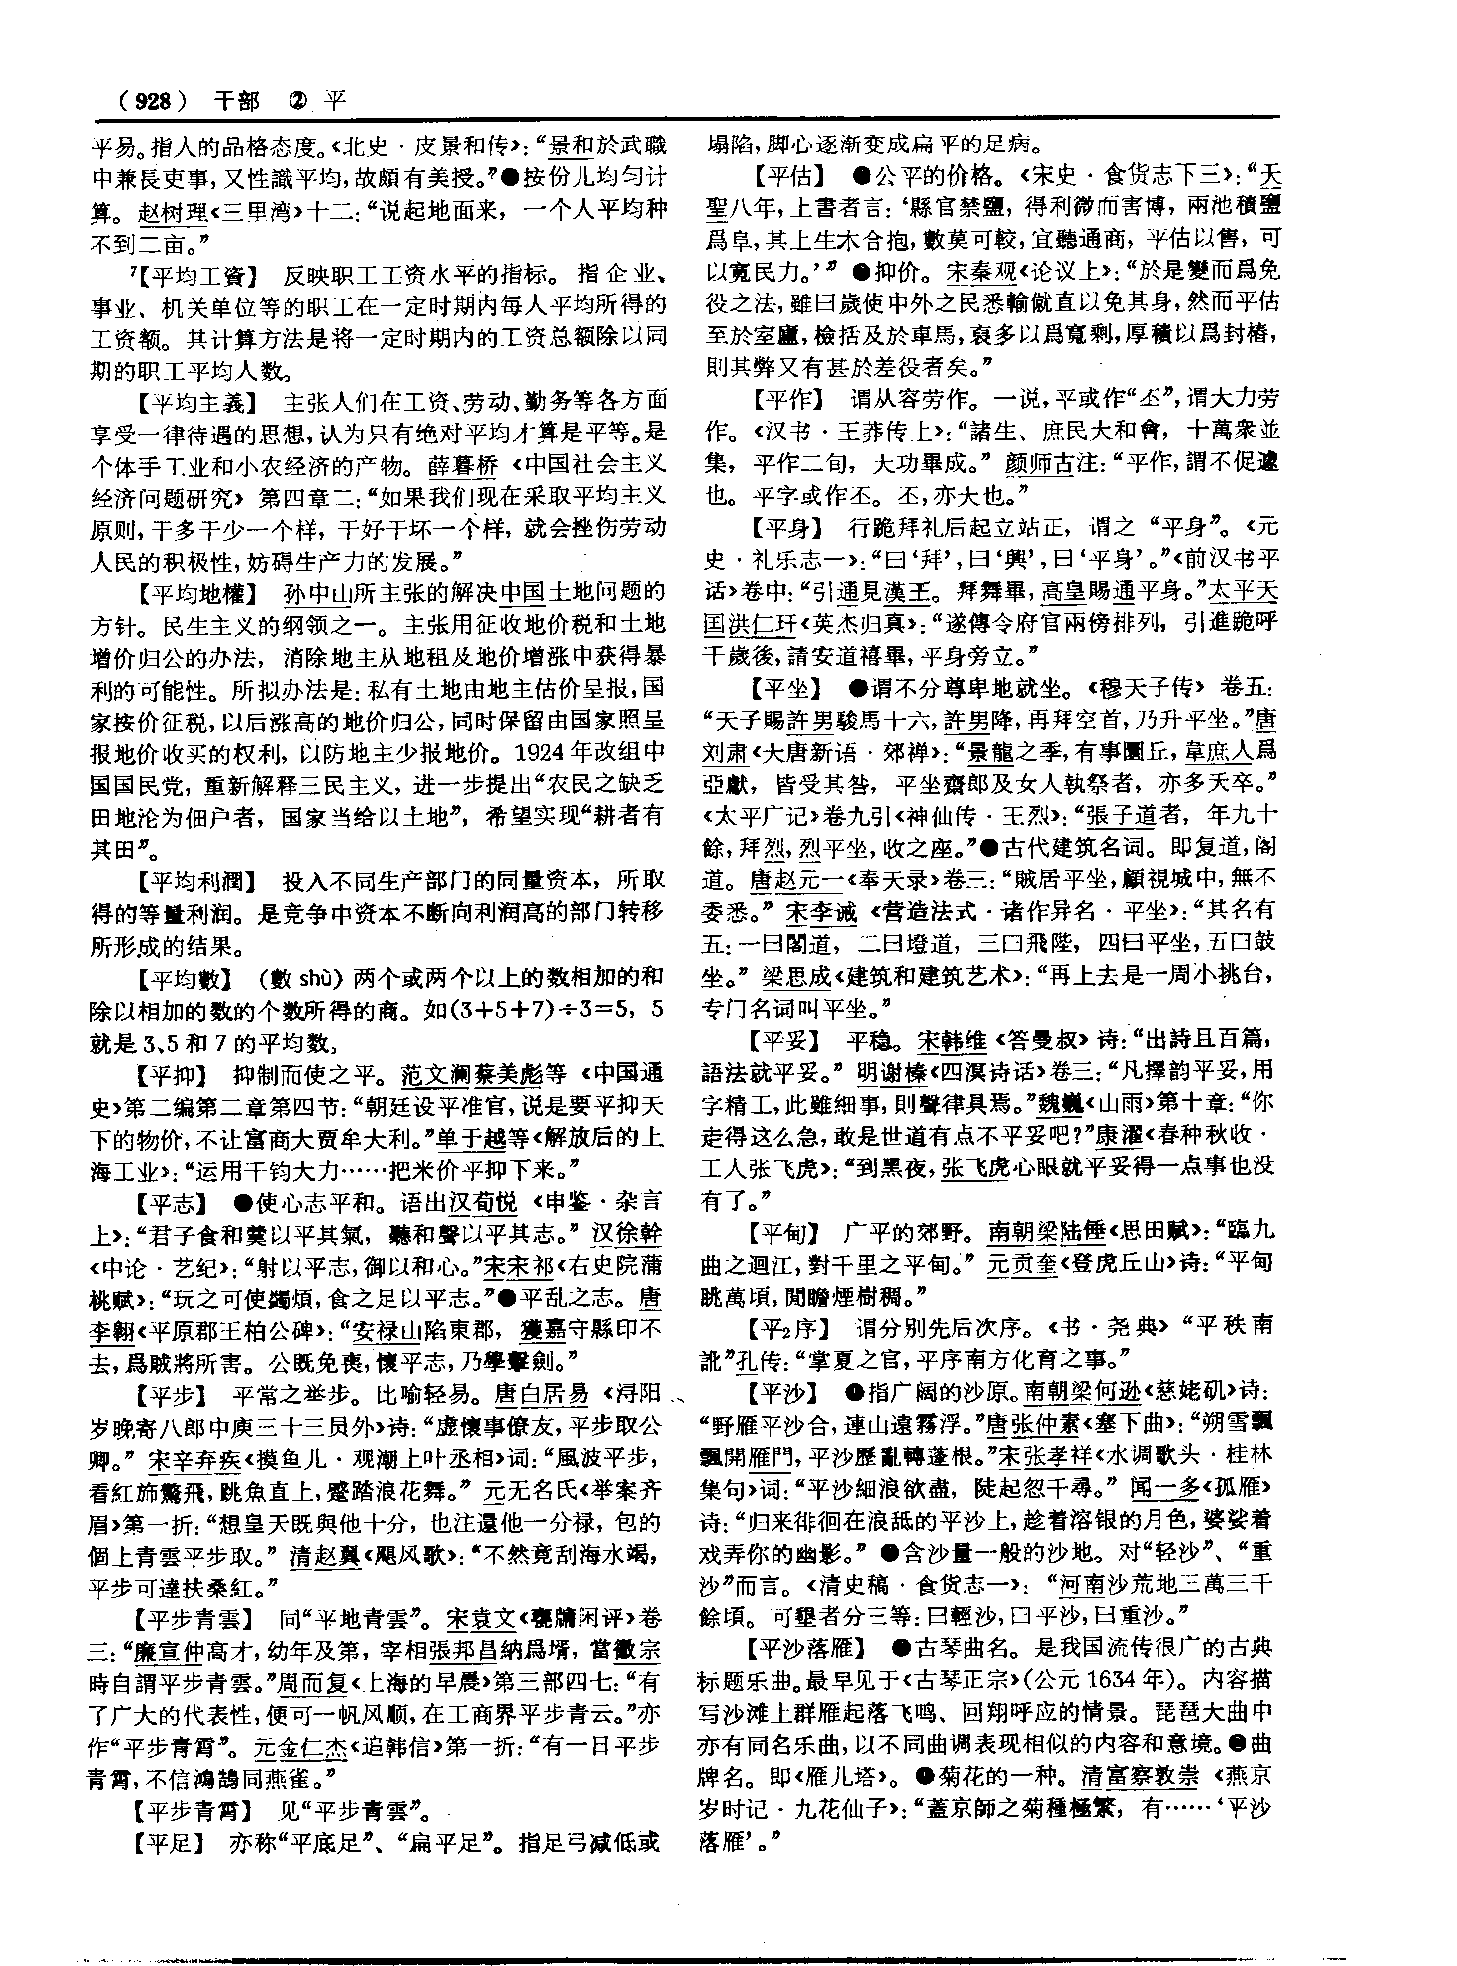 （928） 干部 ② 平
平易。指人的品格态度。《北史·皮景和传》：“景和於武職
中兼長吏事，又性識平均，故頗有美授。”●按份儿均匀计
算。赵树理《三里湾》十二：“说起地面来，一个人平均种
不到二亩。”
【平均工資】 反映职工工资水平的指标。指企业、
事业、机关单位等的职工在一定时期内每人平均所得的
工资额。其计算方法是将一定时期内的工资总额除以同
期的职工平均人数。
【平均主義】 主张人们在工资、劳动、勤务等各方面
享受一律待遇的思想，认为只有绝对平均才算是平等。是
个体手工业和小农经济的产物。薛暮桥《中国社会主义
经济问题研究》第四章二：“如果我们现在采取平均主义
原则，干多干少一个样，干好干坏一个样，就会挫伤劳动
人民的积极性，妨碍生产力的发展。”
【平均地權】 孙中山所主张的解决中国土地问题的
方针。民生主义的纲领之一。主张用征收地价税和土地
增价归公的办法，消除地主从地租及地价增涨中获得暴
利的可能性。所拟办法是：私有土地由地主估价呈报，国
家按价征税，以后涨高的地价归公，同时保留由国家照呈
报地价收买的权利，以防地主少报地价。1924年改组中
国国民党，重新解释三民主义，进一步提出“农民之缺乏
田地沦为佃户者，国家当给以土地”，希望实现“耕者有
其田”。
【平均利潤】 投入不同生产部门的同量资本，所取
得的等量利润。是竞争中资本不断向利润高的部门转移
所形成的结果。
【平均數】 （數shù）两个或两个以上的数相加的和
除以相加的数的个数所得的商。如(3+5+7)÷3=5，5
就是3、5和7的平均数。
【平抑】 抑制而使之平。范文澜蔡美彪等《中国通
史》第二编第二章第四节：“朝廷设平准官，说是要平抑天
下的物价，不让富商大贾牟大利。”单于越等《解放后的上
海工业》：“运用千钧大力……把米价平抑下来。”
【平志】 ●使心志平和。语出汉荀悦《申鉴·杂言
上》：“君子食和羹以平其氣，聽和聲以平其志。”汉徐幹
《中论·艺纪》：“射以平志，御以和心。”宋宋祁《右史院蒲
桃赋》：“玩之可使蠲煩，食之足以平志。”●平乱之志。唐
李翱《平原郡王柏公碑》：“安禄山陷東郡，獲嘉守縣印不
去，爲賊將所害。公既免喪，懷平志，乃學擊劍。”
【平步】 平常之举步。比喻轻易。唐白居易《浔阳
岁晚寄八郎中庾三十三员外》诗：“虚懷事僚友，平步取公
卿。”宋辛弃疾《摸鱼儿·观潮上叶丞相》词：“風波平步，
看紅斾驚飛，跳魚直上，蹙踏浪花舞。”元无名氏《举案齐
眉》第一折：“想皇天既與他十分，也注還他一分禄，包的
個上青雲平步取。”清赵翼《飓风歌》：“不然竟刮海水竭，
平步可達扶桑紅。”
【平步青雲】 同“平地青雲”。宋袁文《甕牖闲评》卷
三：“廉宣仲高才，幼年及第，宰相張邦昌納爲壻，當徽宗
時自謂平步青雲。”周而复《上海的早晨》第三部四七：“有
了广大的代表性，便可一帆风顺，在工商界平步青云。”亦
作“平步青霄”。元金仁杰《追韩信》第一折：“有一日平步
青霄，不信鴻鵠同燕雀。”
【平步青霄】 见“平步青雲”。
【平足】 亦称“平底足”、“扁平足”。指足弓减低或
塌陷，脚心逐渐变成扁平的足病。
【平估】 ●公平的价格。《宋史·食货志下三》：“天
聖八年，上書者言：‘縣官禁鹽，得利微而害博，兩池積鹽
爲阜，其上生木合抱，數莫可較，宜聽通商，平估以售，可
以寬民力。’”●抑价。宋秦观《论议上》：“於是變而爲免
役之法，雖曰歲使中外之民悉輸僦直以免其身，然而平估
至於室廬，檢括及於車馬，裒多以爲寬剩，厚積以爲封樁，
則其弊又有甚於差役者矣。”
【平作】 谓从容劳作。一说，平或作“丕”，谓大力劳
作。《汉书·王莽传上》：“諸生、庶民大和會，十萬衆並
集，平作二旬，大功畢成。”颜师古注：“平作，謂不促遽
也。平字或作丕。丕，亦大也。”
【平身】 行跪拜礼后起立站正，谓之“平身”。《元
史·礼乐志一》：“曰‘拜’，曰‘興’，曰‘平身’。”《前汉书平
话》卷中：“引通見漢王。拜舞畢，高皇賜通平身。”太平天
囯洪仁玕《英杰归真》：“遂傳令府官兩傍排列，引進跪呼
千歲後，請安道禧畢，平身旁立。”
【平坐】 ●谓不分尊卑地就坐。《穆天子传》卷五：
“天子賜許男駿馬十六，許男降，再拜空首，乃升平坐。”唐
刘肃《大唐新语·郊禅》：“景龍之季，有事圜丘，韋庶人爲
亞獻，皆受其咎，平坐齋郎及女人執祭者，亦多夭卒。”
《太平广记》卷九引《神仙传·王烈》：“張子道者，年九十
餘，拜烈，烈平坐，收之座。”●古代建筑名词。即复道，阁
道。唐赵元一《奉天录》卷三：“賊居平坐，顧視城中，無不
委悉。”宋李诫《营造法式·诸作异名·平坐》：“其名有
五：一曰閣道，二曰墱道，三曰飛陛，四曰平坐，五曰鼓
坐。”梁思成《建筑和建筑艺术》：“再上去是一周小挑台，
专门名词叫平坐。”
【平妥】 平稳。宋韩维《答曼叔》诗：“出詩且百篇，
語法就平妥。”明谢榛《四溟诗话》卷三：“凡擇韵平妥，用
字精工，此雖細事，則聲律具焉。”魏巍《山雨》第十章：“你
走得这么急，敢是世道有点不平妥吧？”康濯《春种秋收·
工人张飞虎》：“到黑夜，张飞虎心眼就平妥得一点事也没
有了。”
【平甸】 广平的郊野。南朝梁陆倕《思田赋》：“臨九
曲之迴江，對千里之平甸。”元贡奎《登虎丘山》诗：“平甸
眺萬頃，閒瞻煙樹稠。”
【平2序】 谓分别先后次序。《书·尧典》“平秩南
訛”孔传：“掌夏之官，平序南方化育之事。”
【平沙】 ●指广阔的沙原。南朝梁何逊《慈姥矶》诗：
“野雁平沙合，連山遠霧浮。”唐张仲素《塞下曲》：“朔雪飄
飄開雁門，平沙歷亂轉蓬根。”宋张孝祥《水调歌头·桂林
集句》词：“平沙細浪欲盡，陡起忽千尋。”闻一多《孤雁》
诗：“归来徘徊在浪舐的平沙上，趁着溶银的月色，婆娑着
戏弄你的幽影。”●含沙量一般的沙地。对“轻沙”、“重
沙”而言。《清史稿·食货志一》：“河南沙荒地三萬三千
餘頃。可墾者分三等：曰輕沙，曰平沙，曰重沙。”
【平沙落雁】 ●古琴曲名。是我国流传很广的古典
标题乐曲。最早见于《古琴正宗》（公元1634年）。内容描
写沙滩上群雁起落飞鸣、回翔呼应的情景。琵琶大曲中
亦有同名乐曲，以不同曲调表现相似的内容和意境。●曲
牌名。即《雁儿塔》。●菊花的一种。清富察敦崇《燕京
岁时记·九花仙子》：“蓋京師之菊種極繁，有……‘平沙
落雁’。”